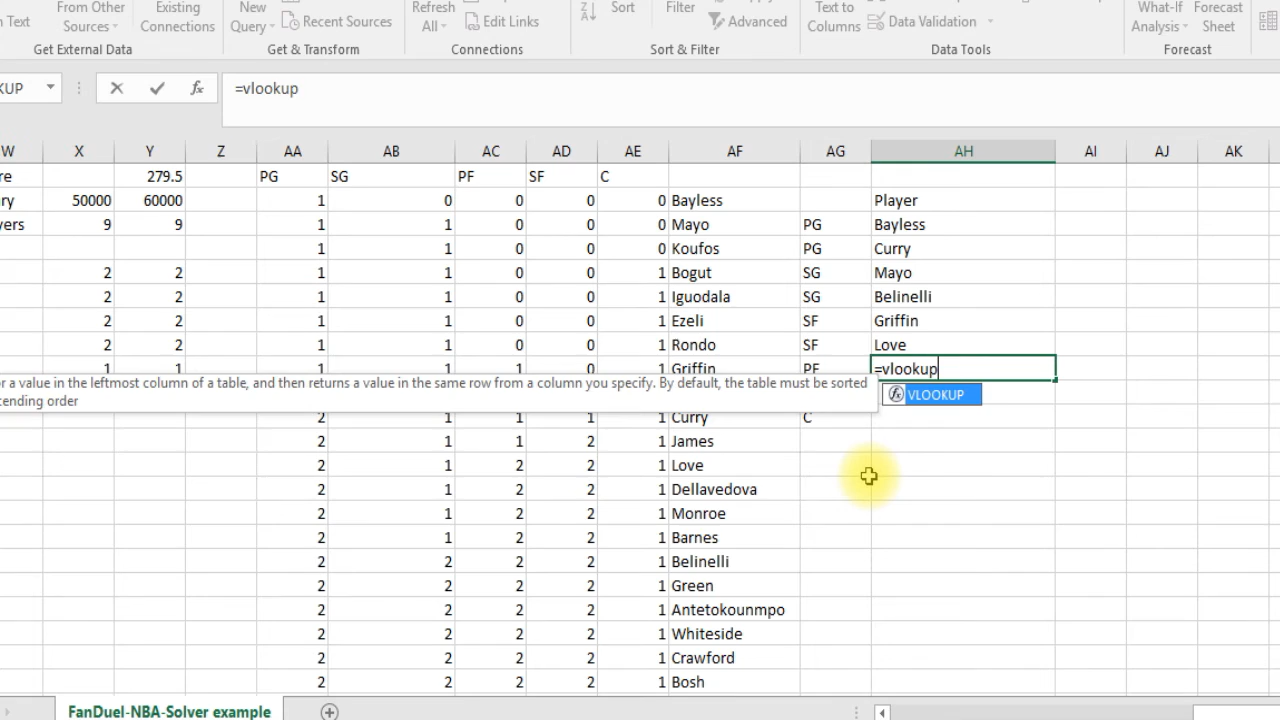 n Text From Other Sources Existing Connections New Query Recent Sources Refresh All Edit Links Sort Filter Advanced Text to Columns Data Validation What-If Analysis Forecast Sheet
Get External Data Get & Transform Connections Sort & Filter Data Tools Forecast
KUP fx =vlookup
W X Y Z AA AB AC AD AE AF AG AH AI AJ AK
re 279.5 PG SG PF SF C
ry 50000 60000 1 0 0 0 0 Bayless Player
yers 9 9 1 1 0 0 0 Mayo PG Bayless
1 1 0 0 0 Koufos PG Curry
2 2 1 1 0 0 1 Bogut SG Mayo
2 2 1 1 0 0 1 Iguodala SG Belinelli
2 2 1 1 0 0 1 Ezeli SF Griffin
2 2 1 1 0 0 1 Rondo SF Love
1 1 1 1 1 0 1 Griffin PF =vlookup
or a value in the leftmost column of a table, and then returns a value in the same row from a column you specify. By default, the table must be sorted
cending order
fx VLOOKUP
2 1 1 1 1 Curry C
2 1 1 2 1 James
2 1 2 2 1 Love
2 1 2 2 1 Dellavedova
2 1 2 2 1 Monroe
2 1 2 2 1 Barnes
2 2 2 2 1 Belinelli
2 2 2 2 1 Green
2 2 2 2 1 Antetokounmpo
2 2 2 2 1 Whiteside
2 2 2 2 1 Crawford
2 2 2 2 1 Bosh
FanDuel-NBA-Solver example